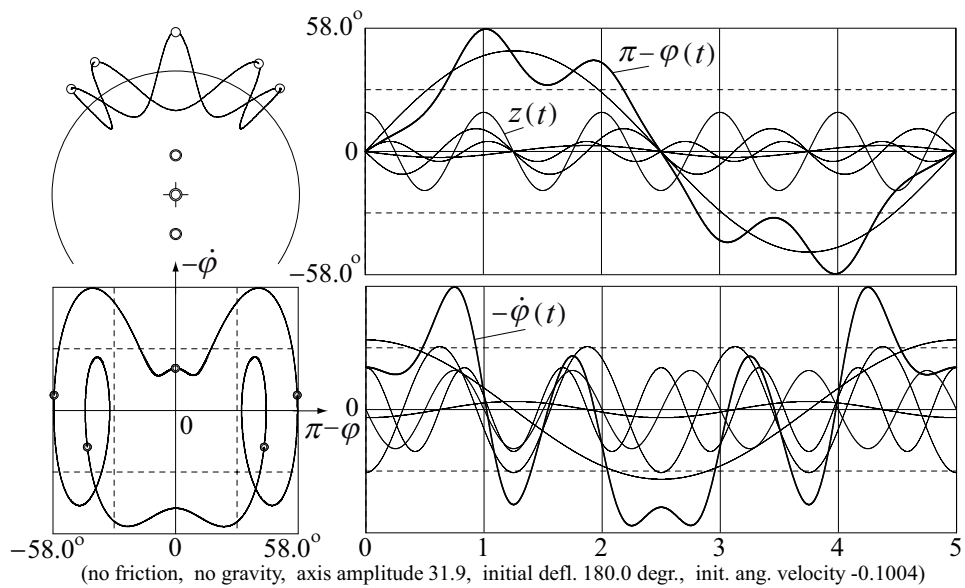 58.0°
π−φ(t)
z(t)
0
−58.0°
−φ̇
−φ̇(t)
0
π−φ
0
−58.0°
0
58.0°
0 1 2 3 4 5
(no friction, no gravity, axis amplitude 31.9, initial defl. 180.0 degr., init. ang. velocity -0.1004)